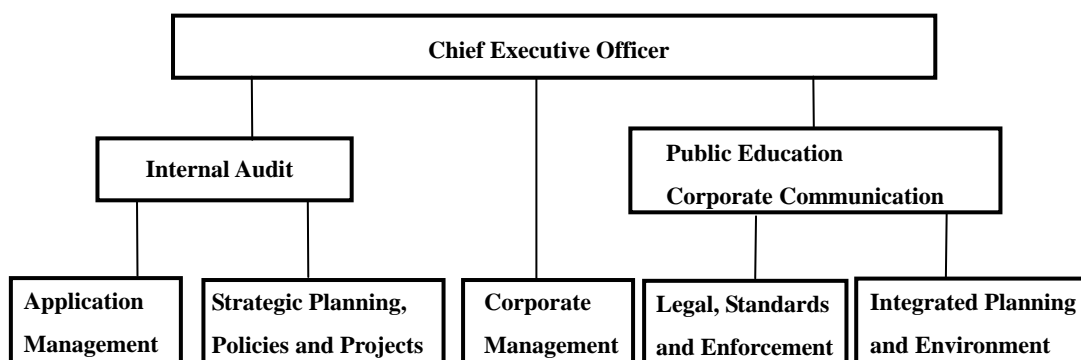 Chief Executive Officer
Internal Audit
Public Education
Corporate Communication
Application
Management
Strategic Planning,
Policies and Projects
Corporate
Management
Legal, Standards
and Enforcement
Integrated Planning
and Environment